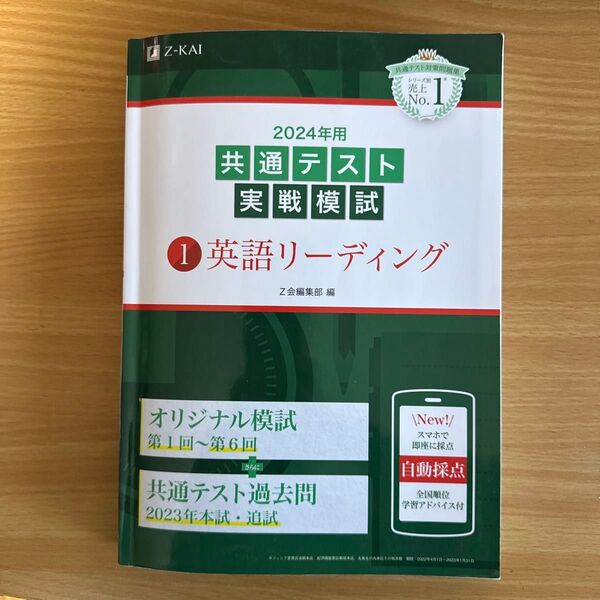 Z-KAI
共通テスト対策問題集
シリーズ別
売上
No.1
2024年用
共通テスト
実戦模試
1 英語リーディング
Z会編集部 編
オリジナル模試
第1回～第6回
さらに
共通テスト過去問
2023年本試・追試
\New!/
スマホで
即座に採点
自動採点
全国順位
学習アドバイス付